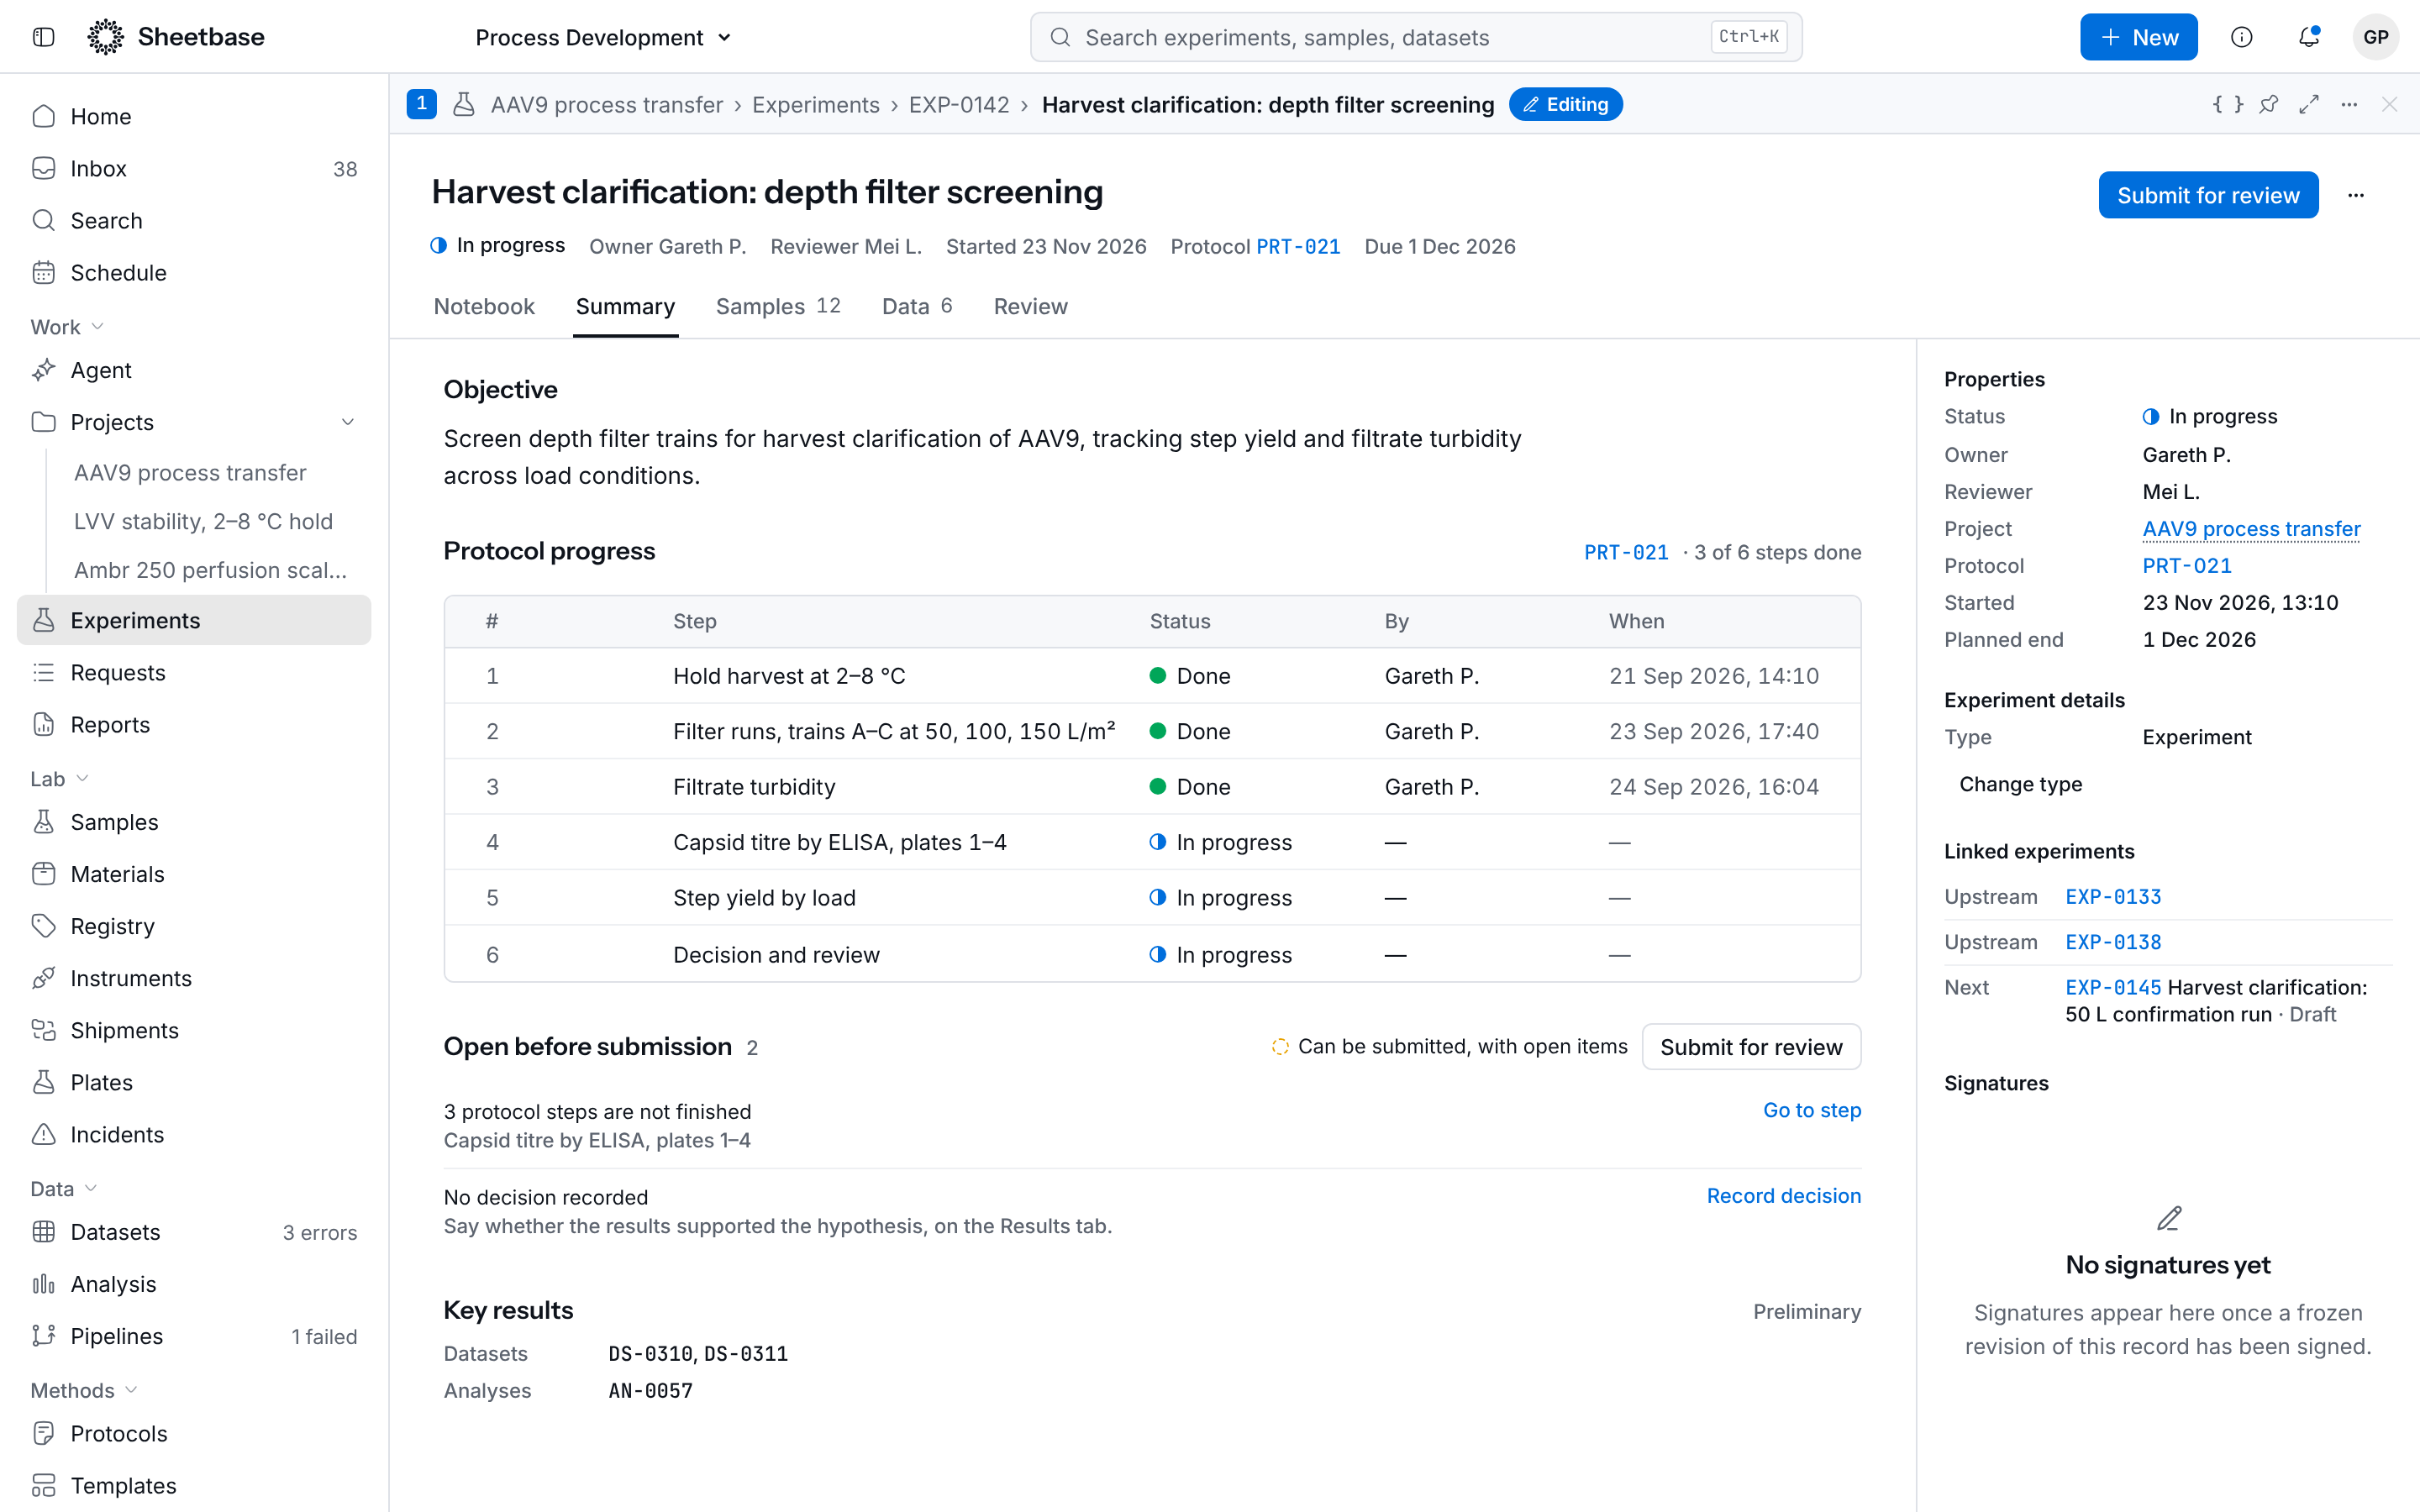 Sheetbase
Process Development
Search experiments, samples, datasets
Ctrl+K
New
GP
Home
Inbox 38
Search
Schedule
Work
Agent
Projects
AAV9 process transfer
LVV stability, 2–8 °C hold
Ambr 250 perfusion scal...
Experiments
Requests
Reports
Lab
Samples
Materials
Registry
Instruments
Shipments
Plates
Incidents
Data
Datasets 3 errors
Analysis
Pipelines 1 failed
Methods
Protocols
Templates
1 AAV9 process transfer › Experiments › EXP-0142 › Harvest clarification: depth filter screening Editing
Harvest clarification: depth filter screening
Submit for review
In progress Owner Gareth P. Reviewer Mei L. Started 23 Nov 2026 Protocol PRT-021 Due 1 Dec 2026
Notebook Summary Samples 12 Data 6 Review
Objective
Screen depth filter trains for harvest clarification of AAV9, tracking step yield and filtrate turbidity
across load conditions.
Protocol progress PRT-021 · 3 of 6 steps done
# Step Status By When
1 Hold harvest at 2–8 °C Done Gareth P. 21 Sep 2026, 14:10
2 Filter runs, trains A–C at 50, 100, 150 L/m² Done Gareth P. 23 Sep 2026, 17:40
3 Filtrate turbidity Done Gareth P. 24 Sep 2026, 16:04
4 Capsid titre by ELISA, plates 1–4 In progress — —
5 Step yield by load In progress — —
6 Decision and review In progress — —
Open before submission 2 Can be submitted, with open items Submit for review
3 protocol steps are not finished Go to step
Capsid titre by ELISA, plates 1–4
No decision recorded Record decision
Say whether the results supported the hypothesis, on the Results tab.
Key results Preliminary
Datasets DS-0310, DS-0311
Analyses AN-0057
Properties
Status In progress
Owner Gareth P.
Reviewer Mei L.
Project AAV9 process transfer
Protocol PRT-021
Started 23 Nov 2026, 13:10
Planned end 1 Dec 2026
Experiment details
Type Experiment
Change type
Linked experiments
Upstream EXP-0133
Upstream EXP-0138
Next EXP-0145 Harvest clarification:
50 L confirmation run · Draft
Signatures
No signatures yet
Signatures appear here once a frozen
revision of this record has been signed.